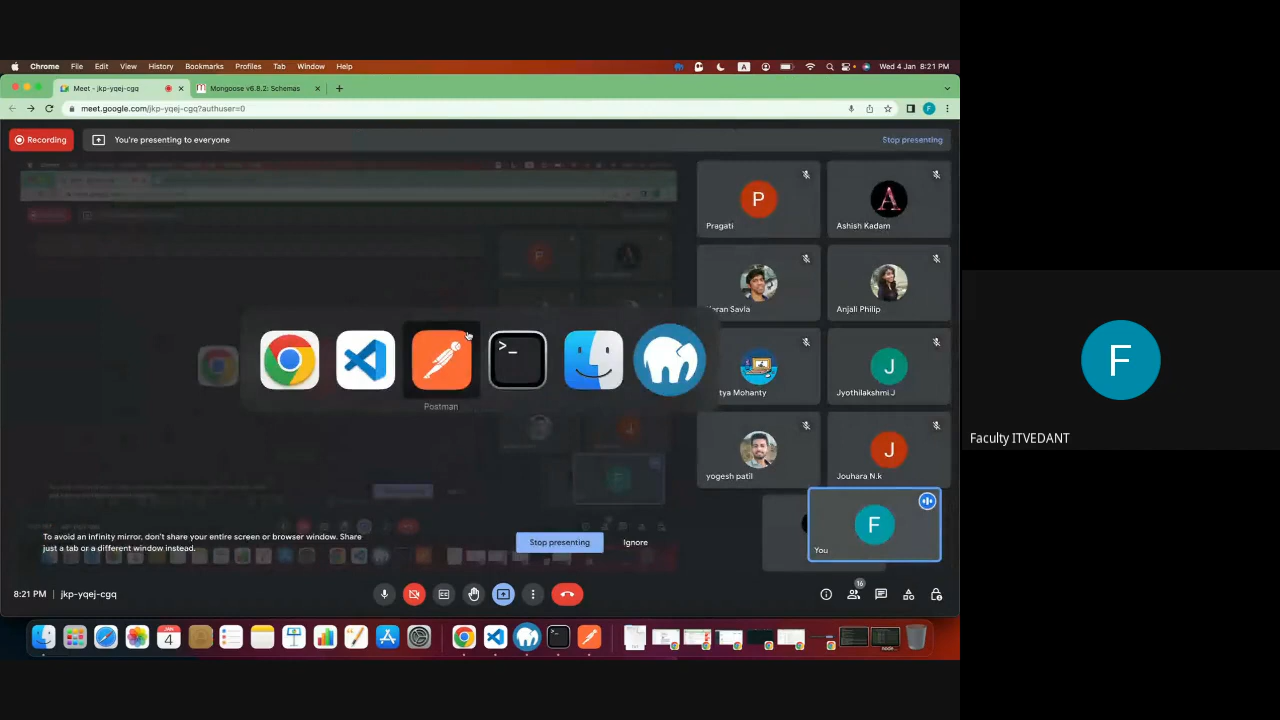 Chrome File Edit View History Bookmarks Profiles Tab Window Help A Wed 4 Jan 8:21 PM
Meet - jkp-yqej-cgq Mongoose v6.8.2: Schemas
meet.google.com/jkp-yqej-cgq?authuser=0 F
Recording You're presenting to everyone Stop presenting
P A
Pragati Ashish Kadam
Karan Savla Anjali Philip
Postman
tya Mohanty J Jyothilakshmi.J
yogesh patil J Jouhara N.k
F
You
To avoid an infinity mirror, don't share your entire screen or browser window. Share
just a tab or a different window instead.
Stop presenting Ignore
8:21 PM jkp-yqej-cgq 16
JAN
4
F
Faculty ITVEDANT